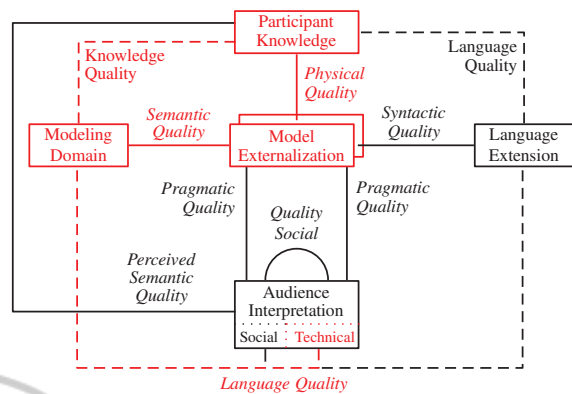 Participant
Knowledge
Knowledge
Quality
Language
Quality
Physical
Quality
Semantic
Quality
Syntactic
Quality
Modeling
Domain
Model
Externalization
Language
Extension
Pragmatic
Quality
Quality
Social
Pragmatic
Quality
Perceived
Semantic
Quality
Audience
Interpretation
Social
Technical
Language Quality